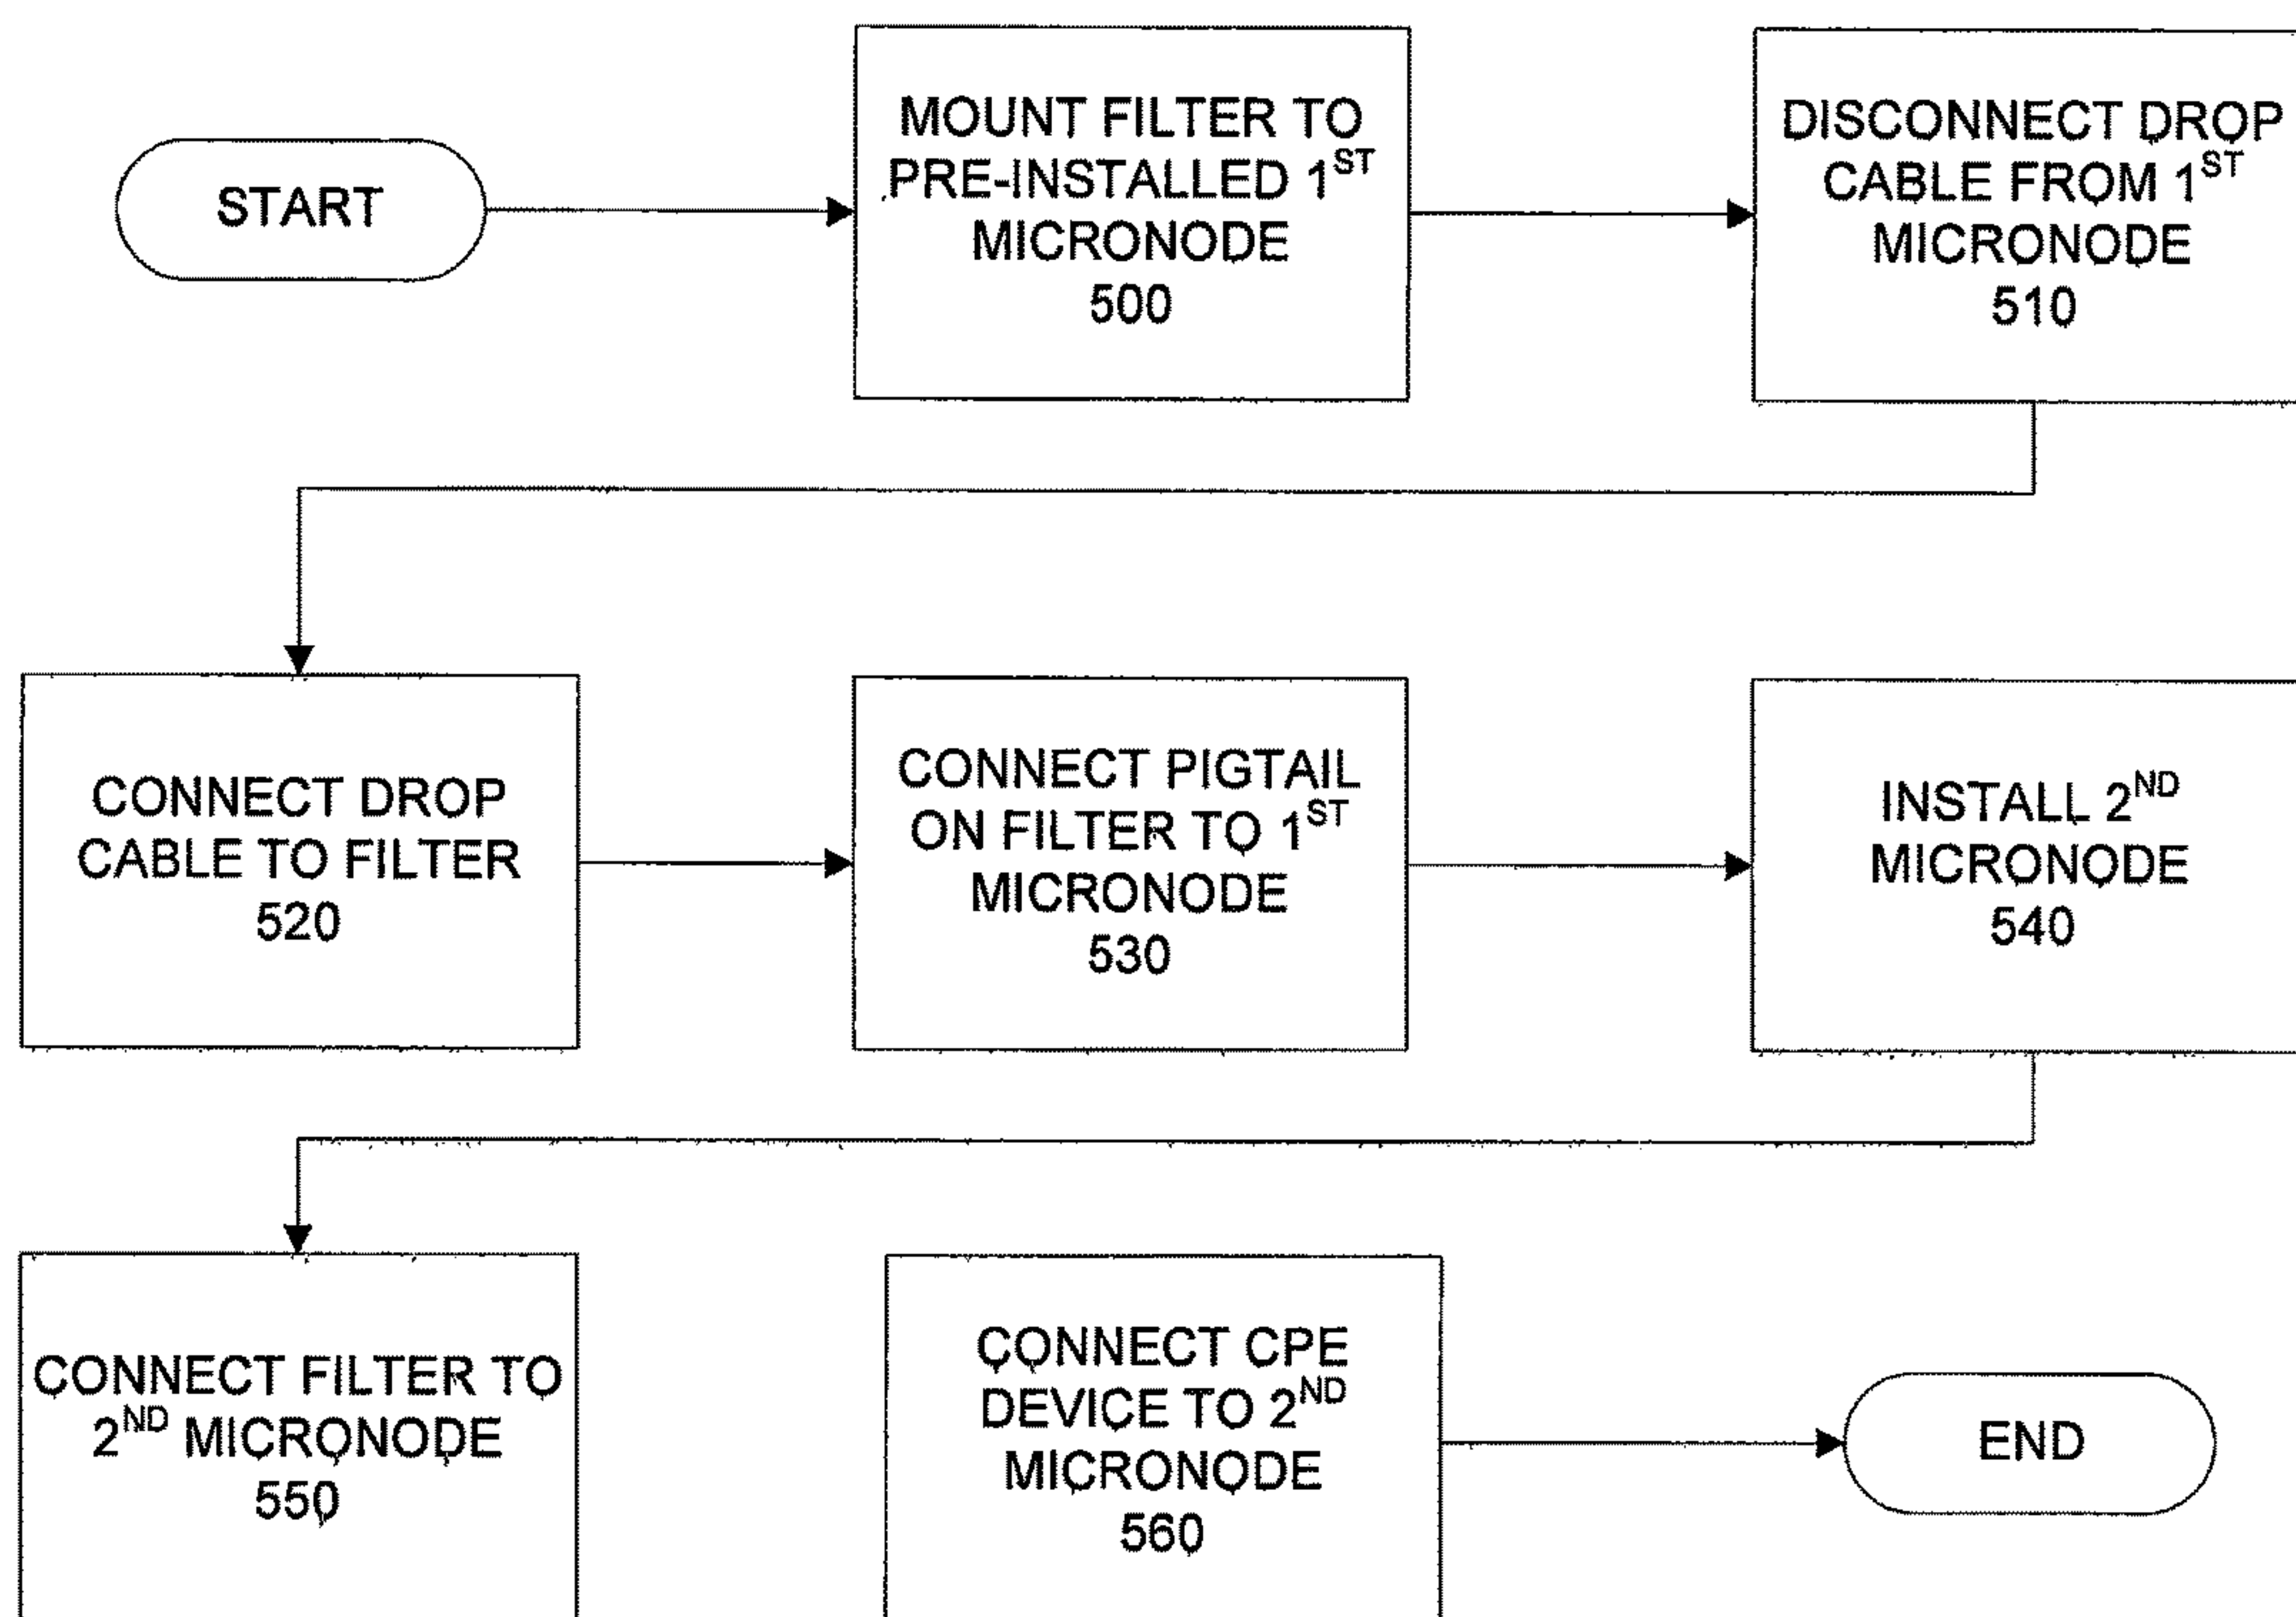 START
MOUNT FILTER TO
PRE-INSTALLED 1ST
MICRONODE
500
DISCONNECT DROP
CABLE FROM 1ST
MICRONODE
510
CONNECT DROP
CABLE TO FILTER
520
CONNECT PIGTAIL
ON FILTER TO 1ST
MICRONODE
530
INSTALL 2ND
MICRONODE
540
CONNECT FILTER TO
2ND MICRONODE
550
CONNECT CPE
DEVICE TO 2ND
MICRONODE
560
END